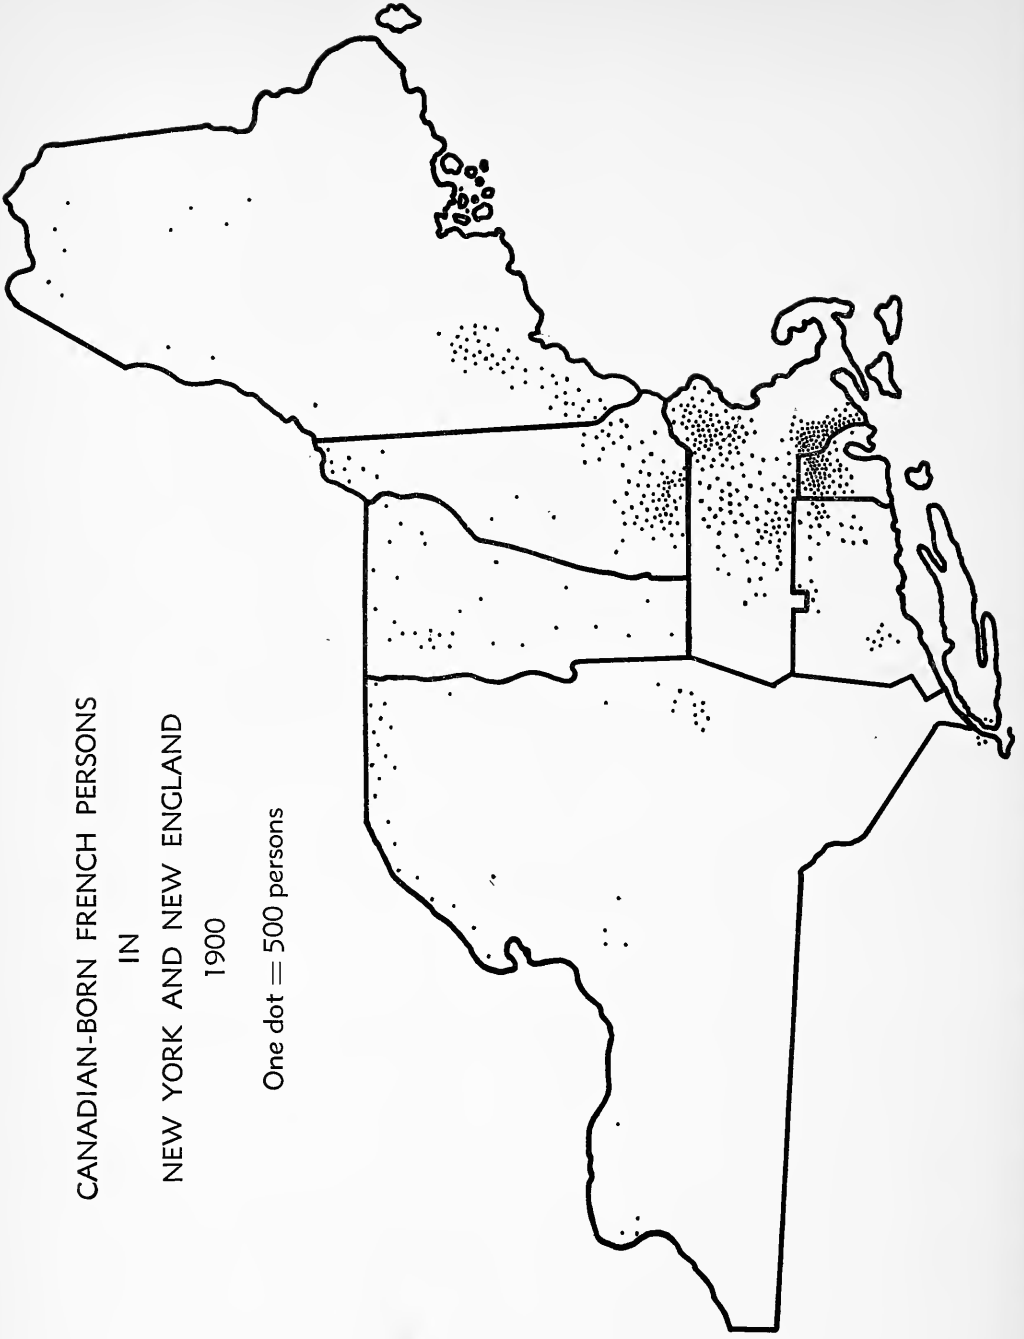 CANADIAN-BORN FRENCH PERSONS
IN
NEW YORK AND NEW ENGLAND
1900
One dot = 500 persons